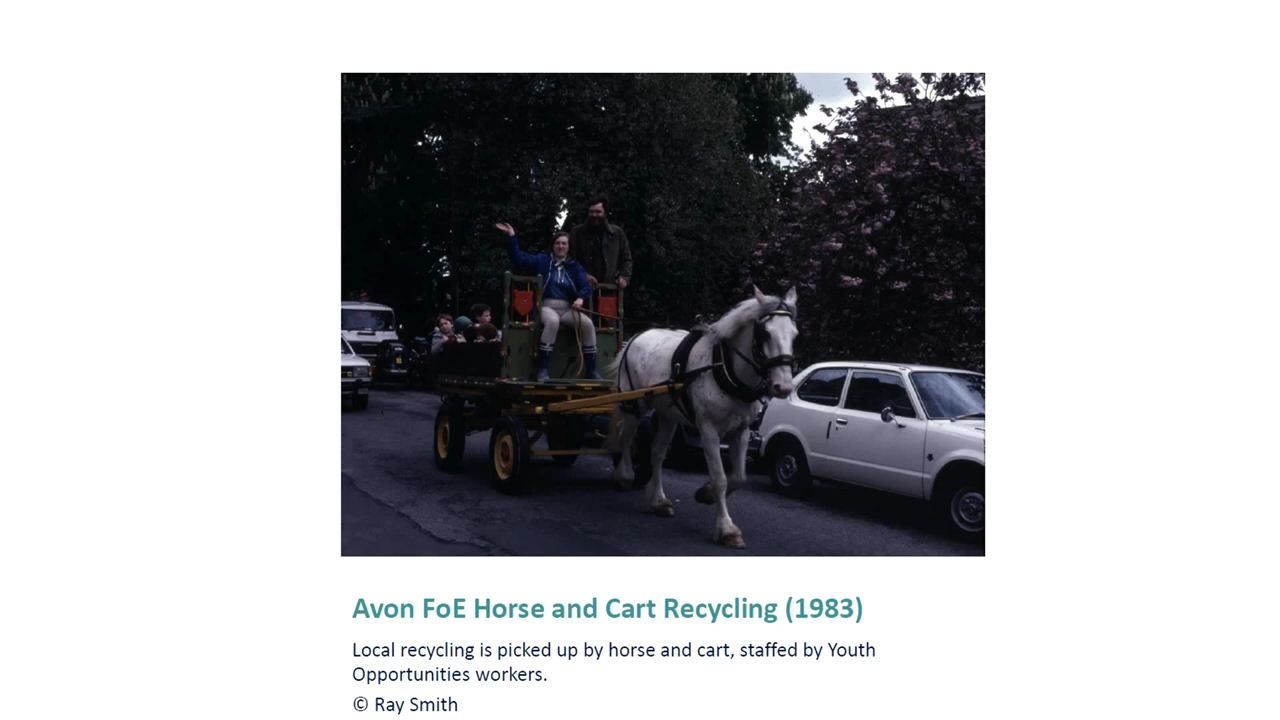 Avon FoE Horse and Cart Recycling (1983)
Local recycling is picked up by horse and cart, staffed by Youth
Opportunities workers.
© Ray Smith